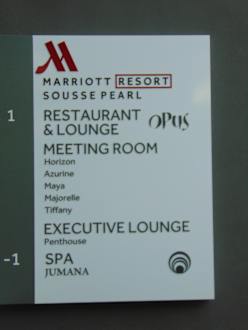 MARRIOTT RESORT
SOUSSE PEARL
1 RESTAURANT OPUS
& LOUNGE
MEETING ROOM
Horizon
Azurine
Maya
Majorelle
Tiffany
EXECUTIVE LOUNGE
Penthouse
-1 SPA
JUMANA